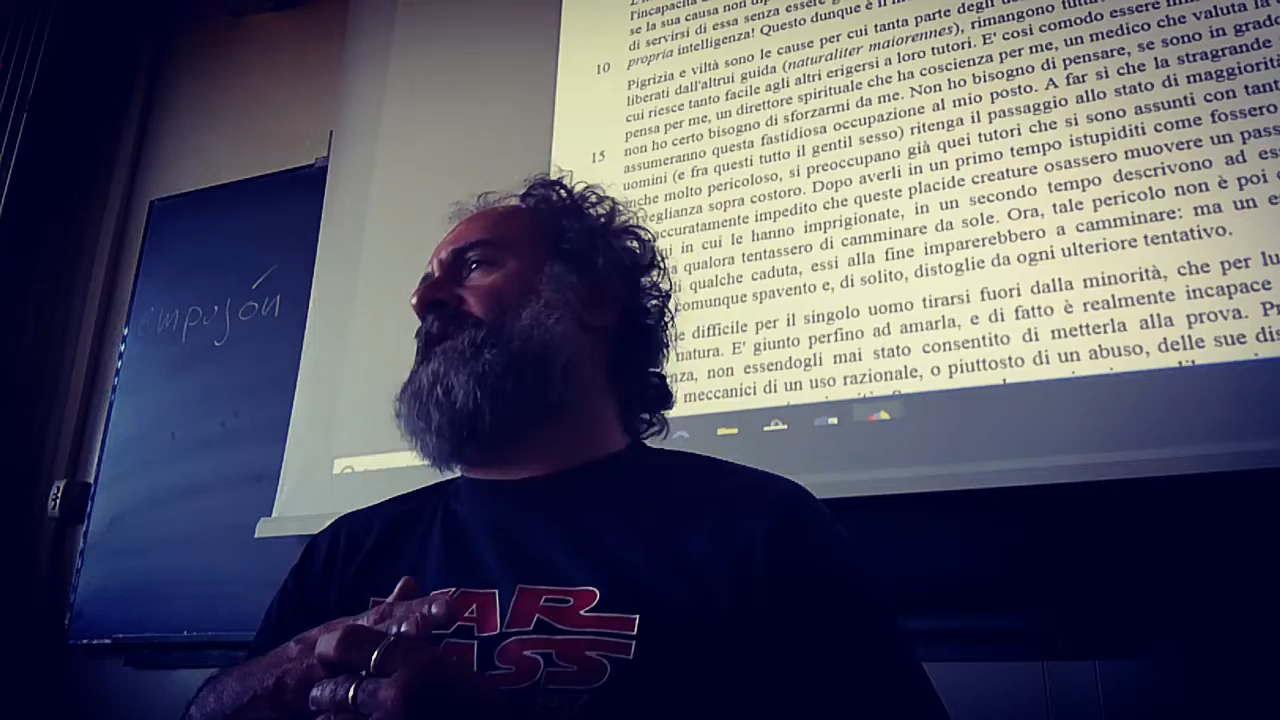 l'incapacità
se la sua causa non
di servirsi di essa senza essere
propria intelligenza! Questo dunque è il
10 Pigrizia e viltà sono le cause per cui tanta parte degli
liberati dall'altrui guida (naturaliter maiorennes), rimangono
cui riesce tanto facile agli altri erigersi a loro tutori. E' così comodo essere
pensa per me, un direttore spirituale che ha coscienza per me, un medico che valuta la
non ho certo bisogno di sforzarmi da me. Non ho bisogno di pensare, se sono in grado
assumeranno questa fastidiosa occupazione al mio posto. A far sì che la stragrande
15 uomini (e fra questi tutto il gentil sesso) ritenga il passaggio allo stato di maggiorità
anche molto pericoloso, si preoccupano già quei tutori che si sono assunti con
sopra costoro. Dopo averli in un primo tempo istupiditi come fossero
accuratamente impedito che queste placide creature osassero muovere un
in cui le hanno imprigionate, in un secondo tempo descrivono ad
qualora tentassero di camminare da sole. Ora, tale pericolo non è poi
qualche caduta, essi alla fine imparerebbero a camminare: ma un
comunque spavento e, di solito, distoglie da ogni ulteriore tentativo.
difficile per il singolo uomo tirarsi fuori dalla minorità, che per
natura. E' giunto perfino ad amarla, e di fatto è realmente incapace
non essendogli mai stato consentito di metterla alla prova.
meccanici di un uso razionale, o piuttosto di un abuso, delle sue